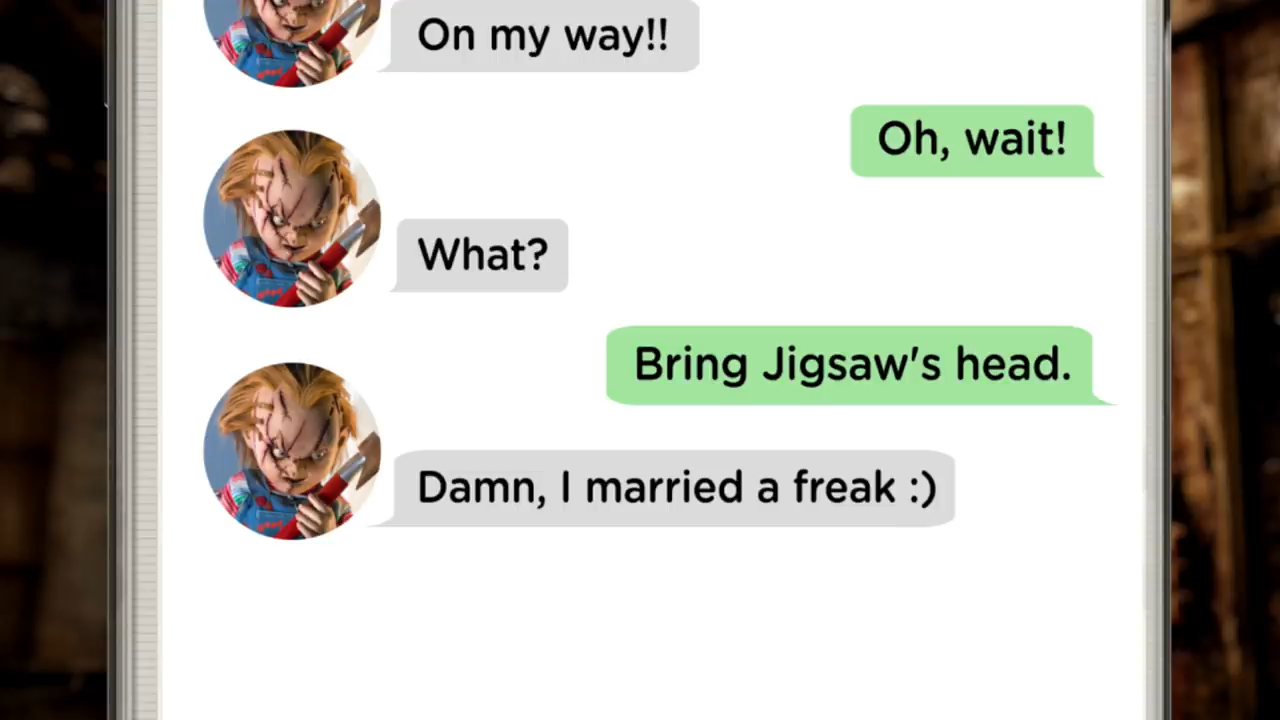 On my way!!
Oh, wait!
What?
Bring Jigsaw's head.
Damn, I married a freak :)